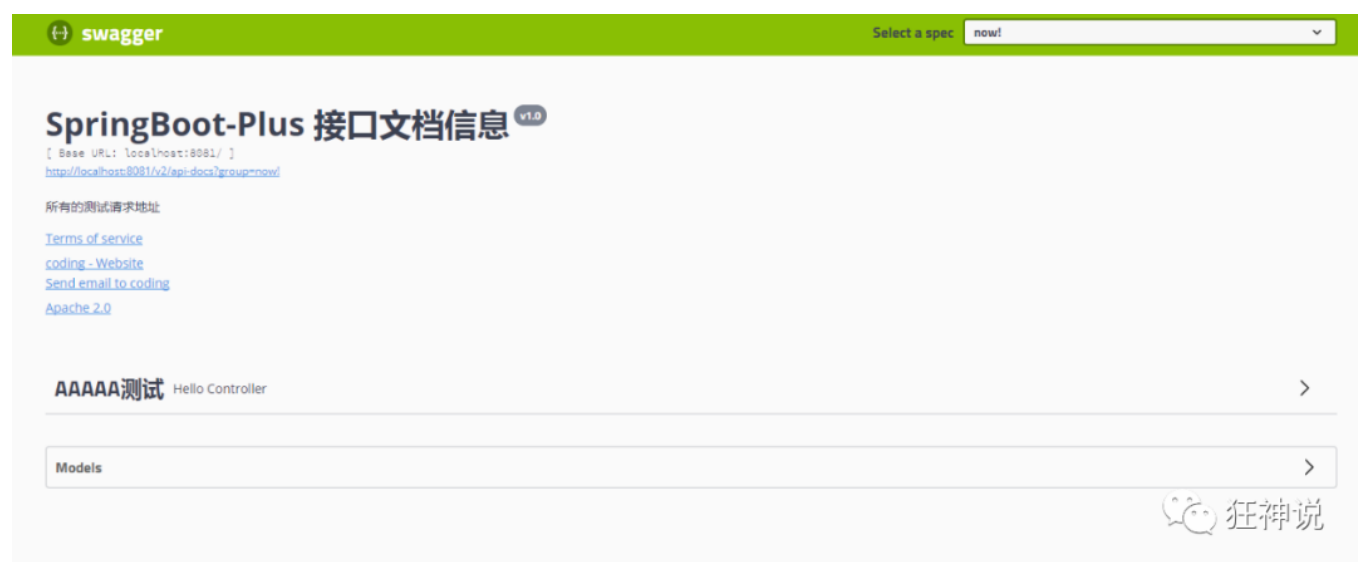 swagger
Select a spec now!
SpringBoot-Plus 接口文档信息 v1.0
[ Base URL: localhost:8081/ ]
http://localhost:8081/v2/api-docs?group=now!
所有的测试请求地址
Terms of service
coding - Website
Send email to coding
Apache 2.0
AAAAA测试 Hello Controller
Models
狂神说